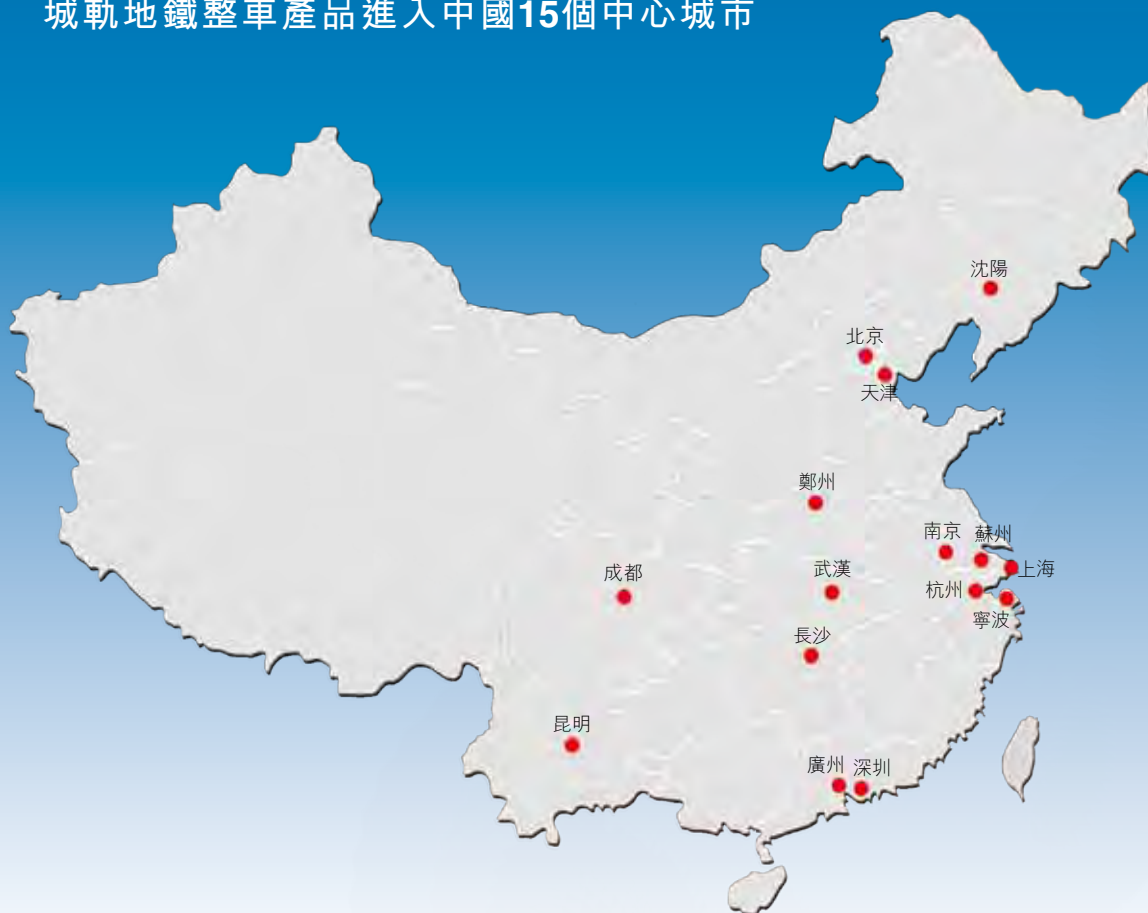 城軌地鐵整車產品進入中國15個中心城市
沈陽
北京
天津
鄭州
南京
蘇州
上海
成都
武漢
杭州
寧波
長沙
昆明
廣州
深圳